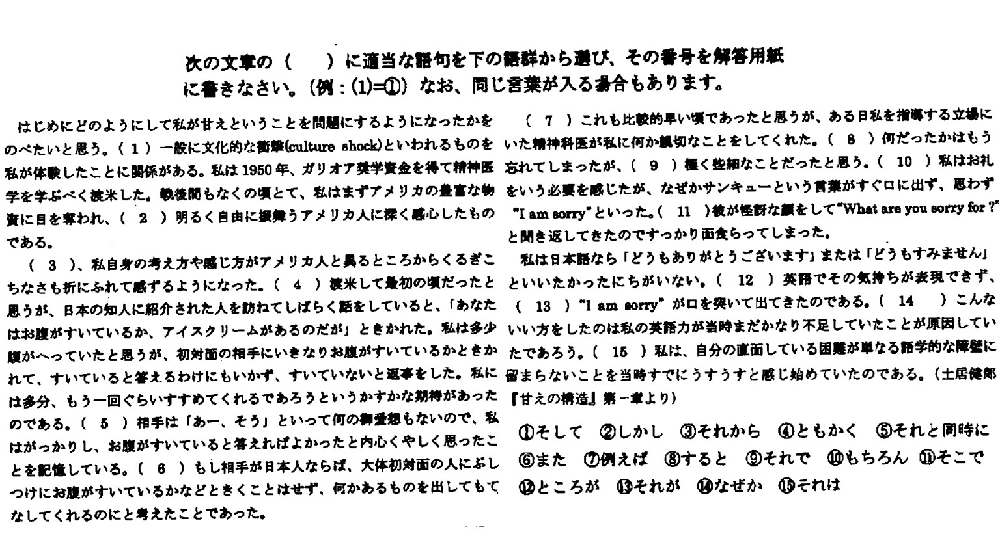 次の文章の（　　）に適当な語句を下の語群から選び、その番号を解答用紙
に書きなさい。（例：(1)=①）なお、同じ言葉が入る場合もあります。
はじめにどのようにして私が甘えということを問題にするようになったかを
のべたいと思う。（ 1 ）一般に文化的な衝撃(culture shock)といわれるものを
私が体験したことに関係がある。私は1950年、ガリオア奨学資金を得て精神医
学を学ぶべく渡米した。戦後間もなくの頃とて、私はまずアメリカの豊富な物
資に目を奪われ、（ 2 ）明るく自由に振舞うアメリカ人に深く感心したもの
である。
（ 3 ）、私自身の考え方や感じ方がアメリカ人と異るところからくるぎこ
ちなさも折にふれて感ずるようになった。（ 4 ）渡米して最初の頃だったと
思うが、日本の知人に紹介された人を訪ねてしばらく話をしていると、「あなた
はお腹がすいているか、アイスクリームがあるのだが」ときかれた。私は多少
腹がへっていたと思うが、初対面の相手にいきなりお腹がすいているかときか
れて、すいていると答えるわけにもいかず、すいていないと返事をした。私に
は多分、もう一回ぐらいすすめてくれるであろうというかすかな期待があった
のである。（ 5 ）相手は「あー、そう」といって何の御愛想もないので、私
はがっかりし、お腹がすいていると答えればよかったと内心くやしく思ったこ
とを記憶している。（ 6 ）もし相手が日本人ならば、大体初対面の人にぶし
つけにお腹がすいているかなどときくことはせず、何かあるものを出してもて
なしてくれるのにと考えたことであった。
（ 7 ）これも比較的早い頃であったと思うが、ある日私を指導する立場に
いた精神科医が私に何か親切なことをしてくれた。（ 8 ）何だったかはもう
忘れてしまったが、（ 9 ）極く些細なことだったと思う。（ 10 ）私はお礼
をいう必要を感じたが、なぜかサンキューという言葉がすぐ口に出ず、思わず
“I am sorry”といった。（ 11 ）彼が怪訝な顔をして“What are you sorry for ?”
と聞き返してきたのですっかり面食らってしまった。
私は日本語なら「どうもありがとうございます」または「どうもすみません」
といいたかったにちがいない。（ 12 ）英語でその気持ちが表現できず、
（ 13 ）“I am sorry” が口を突いて出てきたのである。（ 14 ）こんな
いい方をしたのは私の英語力が当時まだかなり不足していたことが原因してい
たであろう。（ 15 ）私は、自分の直面している困難が単なる語学的な障壁に
留まらないことを当時すでにうすうすと感じ始めていたのである。（土居健郎
『甘えの構造』第一章より）
①そして　②しかし　③それから　④ともかく　⑤それと同時に
⑥また　⑦例えば　⑧すると　⑨それで　⑩もちろん　⑪そこで
⑫ところが　⑬それが　⑭なぜか　⑮それは